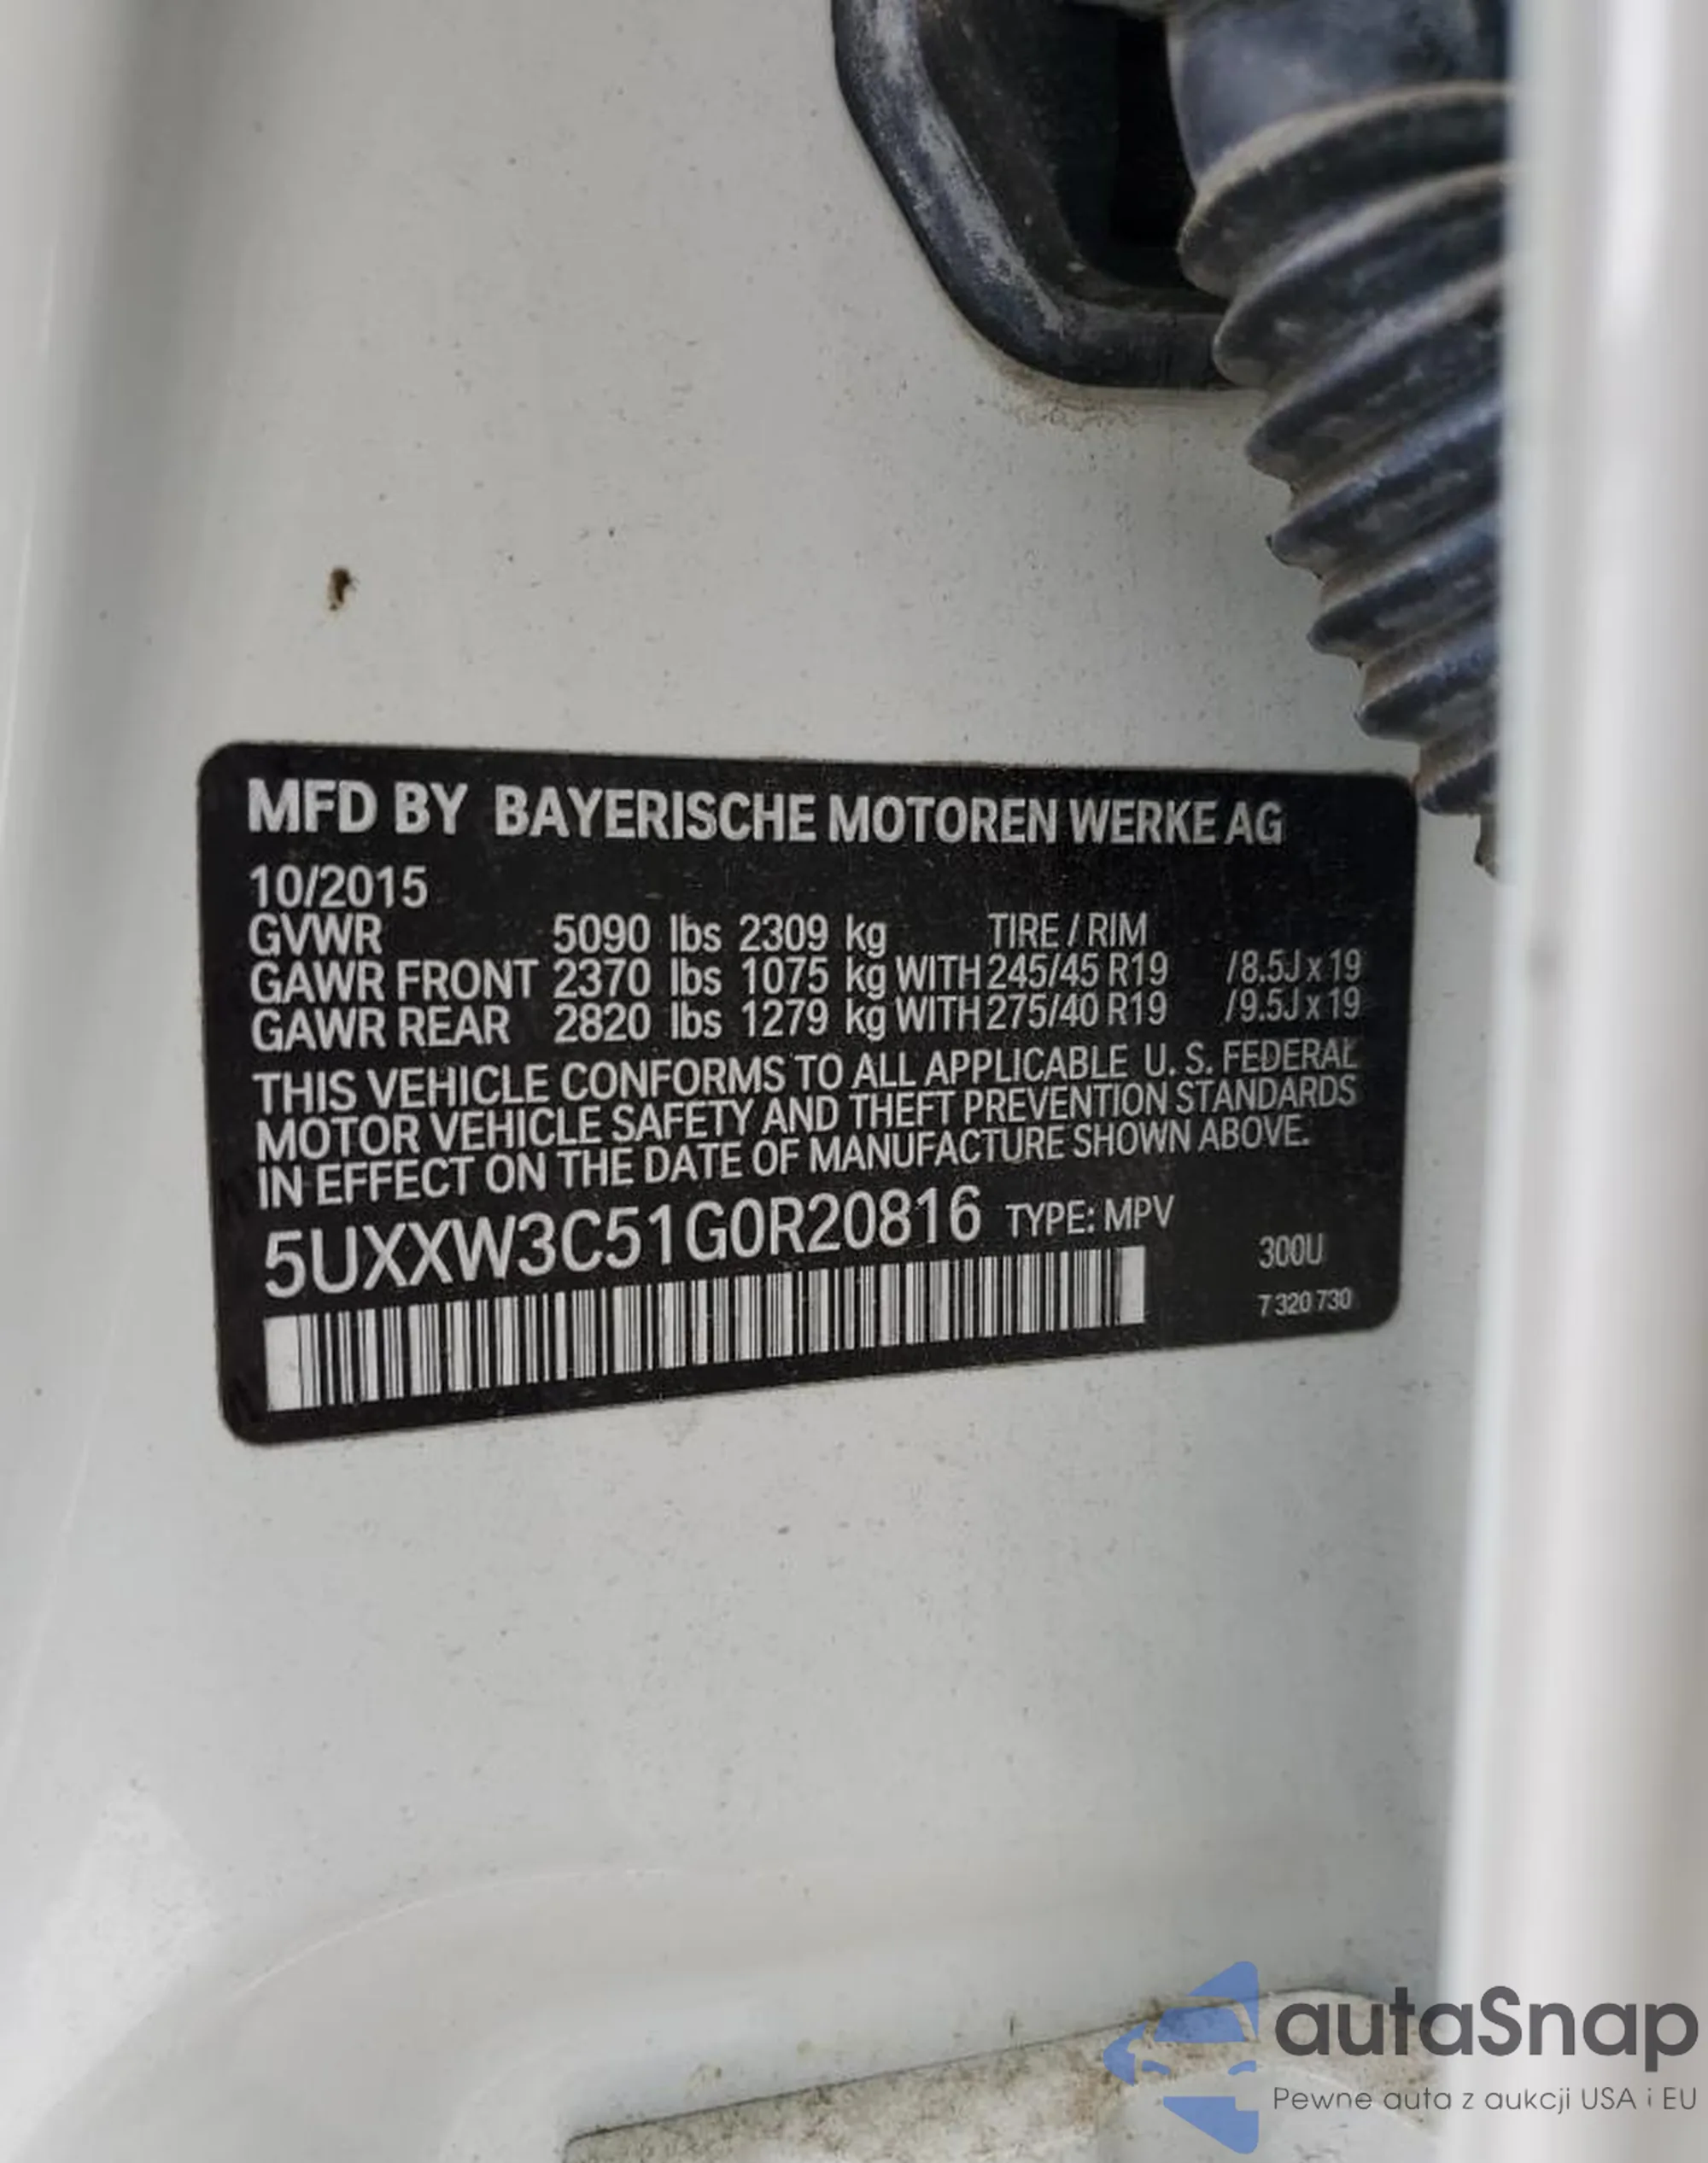 MFD BY BAYERISCHE MOTOREN WERKE AG
10/2015
GVWR 5090 lbs 2309 kg TIRE / RIM
GAWR FRONT 2370 lbs 1075 kg WITH 245/45 R19 /8.5J x 19
GAWR REAR 2820 lbs 1279 kg WITH 275/40 R19 /9.5J x 19
THIS VEHICLE CONFORMS TO ALL APPLICABLE U. S. FEDERAL
MOTOR VEHICLE SAFETY AND THEFT PREVENTION STANDARDS
IN EFFECT ON THE DATE OF MANUFACTURE SHOWN ABOVE.
5UXXW3C51G0R20816 TYPE: MPV
300U
7 320 730
autaSnap
Pewne auta z aukcji USA i EU